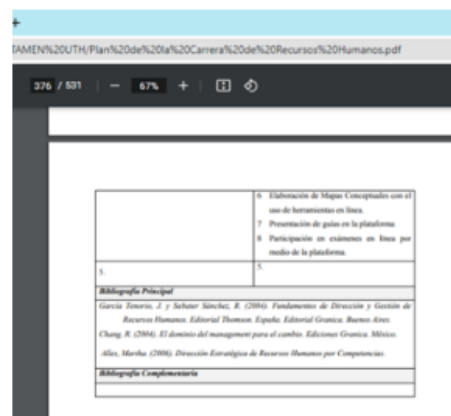 +
TAMEN%20UTH/Plan%20de%20la%20Carrera%20de%20Recursos%20Humanos.pdf
376 / 531 | − 67% +
6 Elaboración de Mapas Conceptuales con el
uso de herramientas en línea.
7 Presentación de guías en la plataforma
8 Participación en exámenes en línea por
medio de la plataforma.
5. 5.
Bibliografía Principal
García Tenorio, J. y Sabater Sánchez, R. (2004). Fundamentos de Dirección y Gestión de
Recursos Humanos. Editorial Thomson. España. Editorial Granica. Buenos Aires.
Chang, R. (2004). El dominio del management para el cambio. Ediciones Granica. México.
Alles, Martha. (2006). Dirección Estratégica de Recursos Humanos por Competencias.
Bibliografía Complementaria